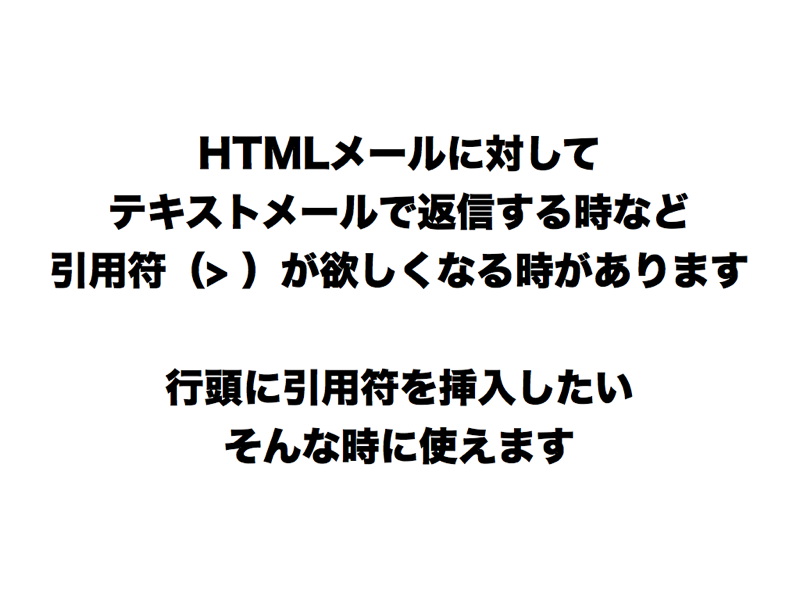 HTMLメールに対して
テキストメールで返信する時など
引用符（> ）が欲しくなる時があります
行頭に引用符を挿入したい
そんな時に使えます